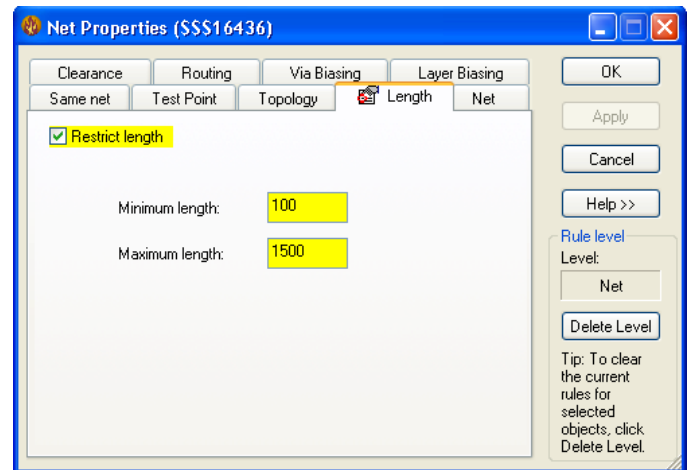 Net Properties ($$$16436)
Clearance Routing Via Biasing Layer Biasing
Same net Test Point Topology Length Net
Restrict length
Minimum length: 100
Maximum length: 1500
OK
Apply
Cancel
Help >>
Rule level
Level:
Net
Delete Level
Tip: To clear
the current
rules for
selected
objects, click
Delete Level.